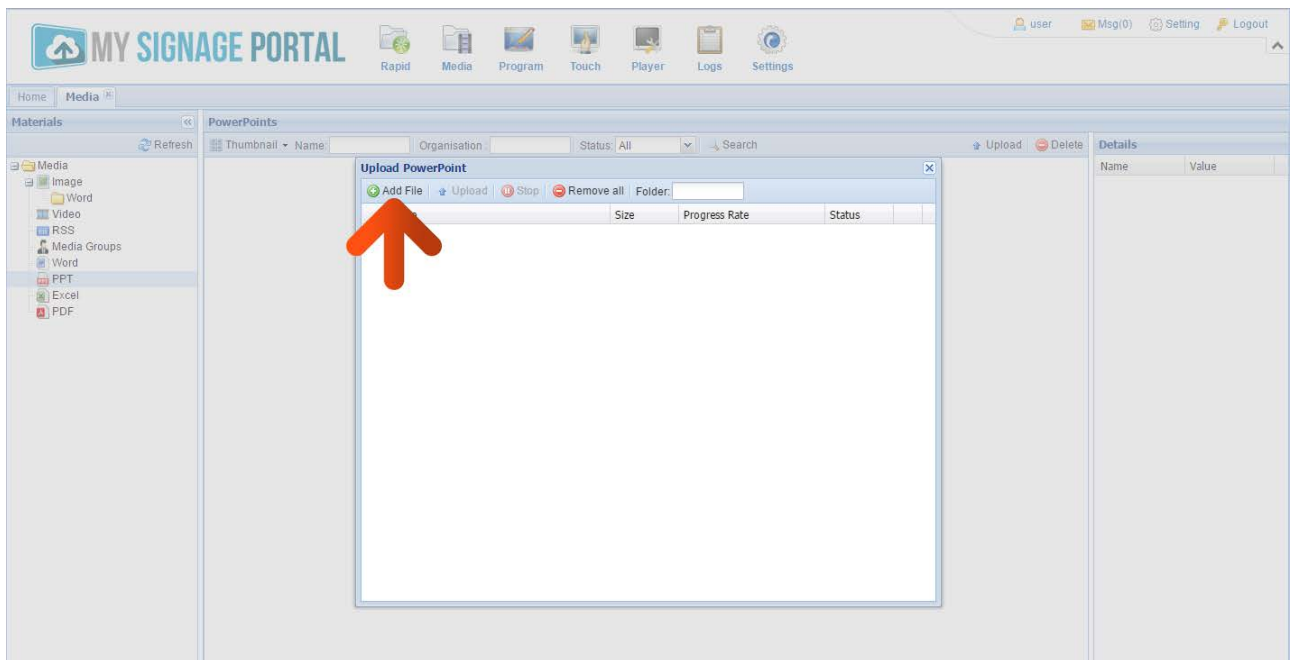 user Msg(0) Setting Logout
MY SIGNAGE PORTAL
Rapid Media Program Touch Player Logs Settings
Home Media
Materials PowerPoints
Refresh Thumbnail Name: Organisation: Status: All Search Upload Delete Details
Name Value
Media
Image
Word
Video
RSS
Media Groups
Word
PPT
Excel
PDF
Upload PowerPoint
Add File Upload Stop Remove all Folder:
Size Progress Rate Status